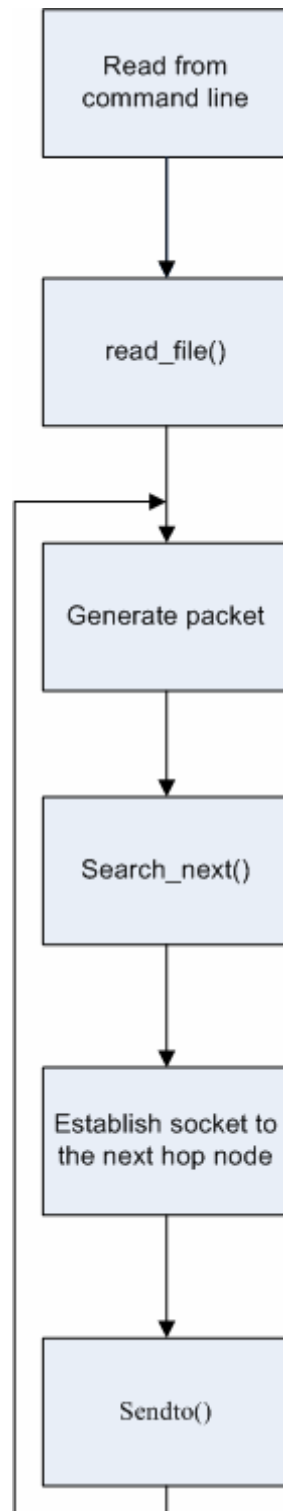 Read from
command line
read_file()
Generate packet
Search_next()
Establish socket to
the next hop node
Sendto()